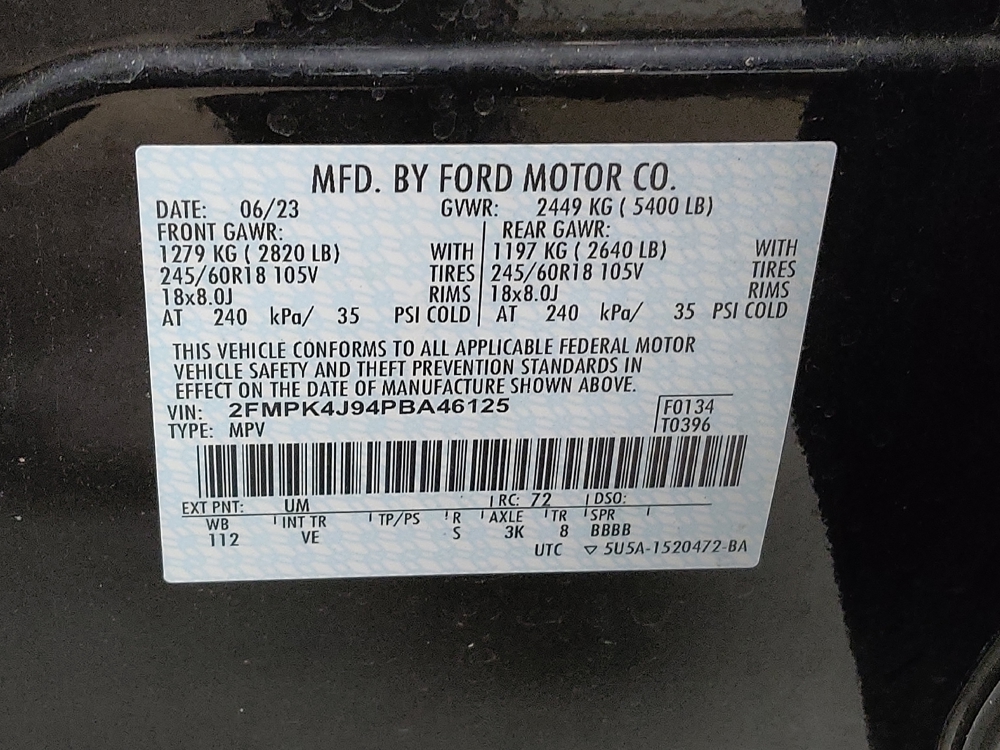 MFD. BY FORD MOTOR CO.
DATE: 06/23 GVWR: 2449 KG ( 5400 LB)
FRONT GAWR: REAR GAWR:
1279 KG ( 2820 LB) WITH 1197 KG ( 2640 LB) WITH
245/60R18 105V TIRES 245/60R18 105V TIRES
18x8.0J RIMS 18x8.0J RIMS
AT 240 kPa/ 35 PSI COLD AT 240 kPa/ 35 PSI COLD
THIS VEHICLE CONFORMS TO ALL APPLICABLE FEDERAL MOTOR
VEHICLE SAFETY AND THEFT PREVENTION STANDARDS IN
EFFECT ON THE DATE OF MANUFACTURE SHOWN ABOVE.
VIN: 2FMPK4J94PBA46125 F0134
TYPE: MPV T0396
EXT PNT: UM RC: 72 DSO:
WB INT TR TP/PS R AXLE TR SPR
112 VE S 3K 8 BBBB
UTC ▽ 5U5A-1520472-BA